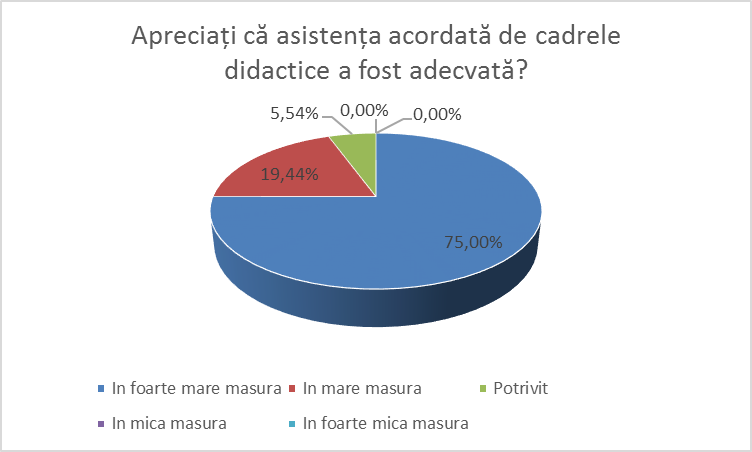 Apreciați că asistența acordată de cadrele
didactice a fost adecvată?
5,54%
0,00%
0,00%
19,44%
75,00%
In foarte mare masura
In mare masura
Potrivit
In mica masura
In foarte mica masura